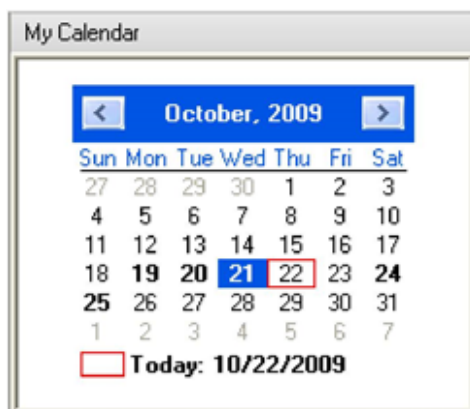 My Calendar
< October, 2009 >
Sun Mon Tue Wed Thu Fri Sat
27 28 29 30 1 2 3
4 5 6 7 8 9 10
11 12 13 14 15 16 17
18 19 20 21 22 23 24
25 26 27 28 29 30 31
1 2 3 4 5 6 7
Today: 10/22/2009